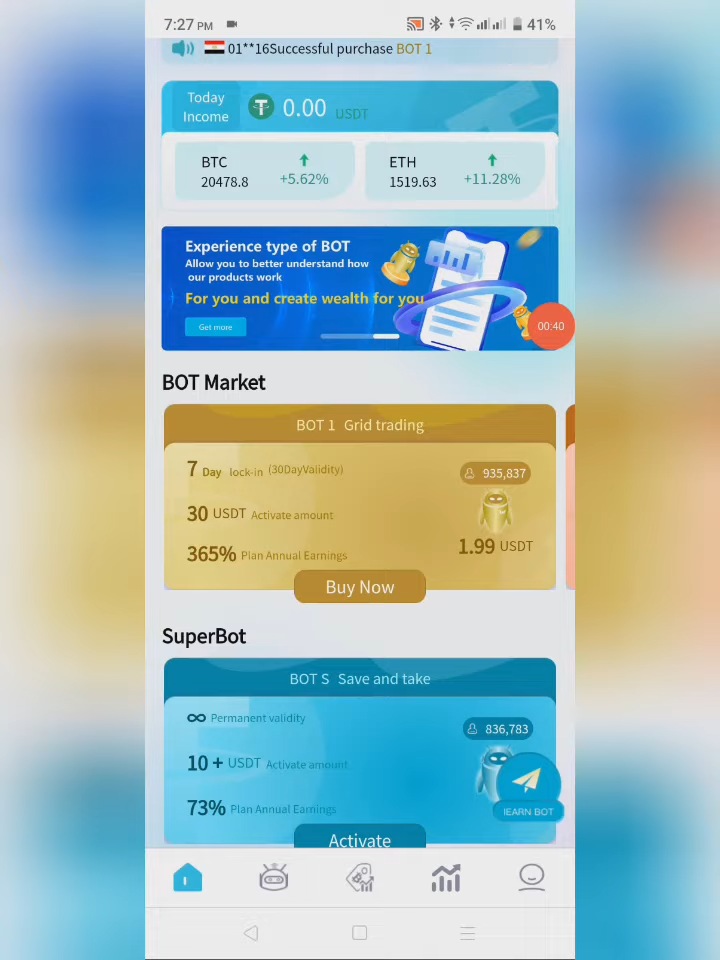 7:27 PM
41%
01**16Successful purchase BOT 1
Today
Income
0.00 USDT
BTC
20478.8
+5.62%
ETH
1519.63
+11.28%
Experience type of BOT
Allow you to better understand how
our products work
For you and create wealth for you
Get more
00:40
BOT Market
BOT 1 Grid trading
7 Day lock-in (30DayValidity)
935,837
30 USDT Activate amount
365% Plan Annual Earnings
1.99 USDT
Buy Now
SuperBot
BOT S Save and take
∞ Permanent validity
836,783
10 + USDT Activate amount
73% Plan Annual Earnings
IEARN BOT
Activate